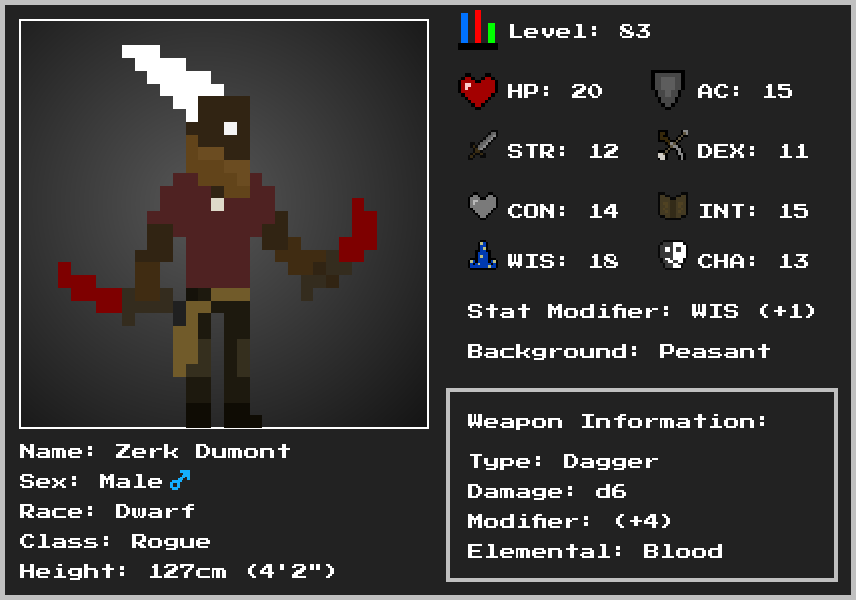 Level: 83
HP: 20 AC: 15
STR: 12 DEX: 11
CON: 14 INT: 15
WIS: 18 CHA: 13
Stat Modifier: WIS (+1)
Background: Peasant
Weapon Information:
Type: Dagger
Damage: d6
Modifier: (+4)
Elemental: Blood
Name: Zerk Dumont
Sex: Male♂
Race: Dwarf
Class: Rogue
Height: 127cm (4'2")